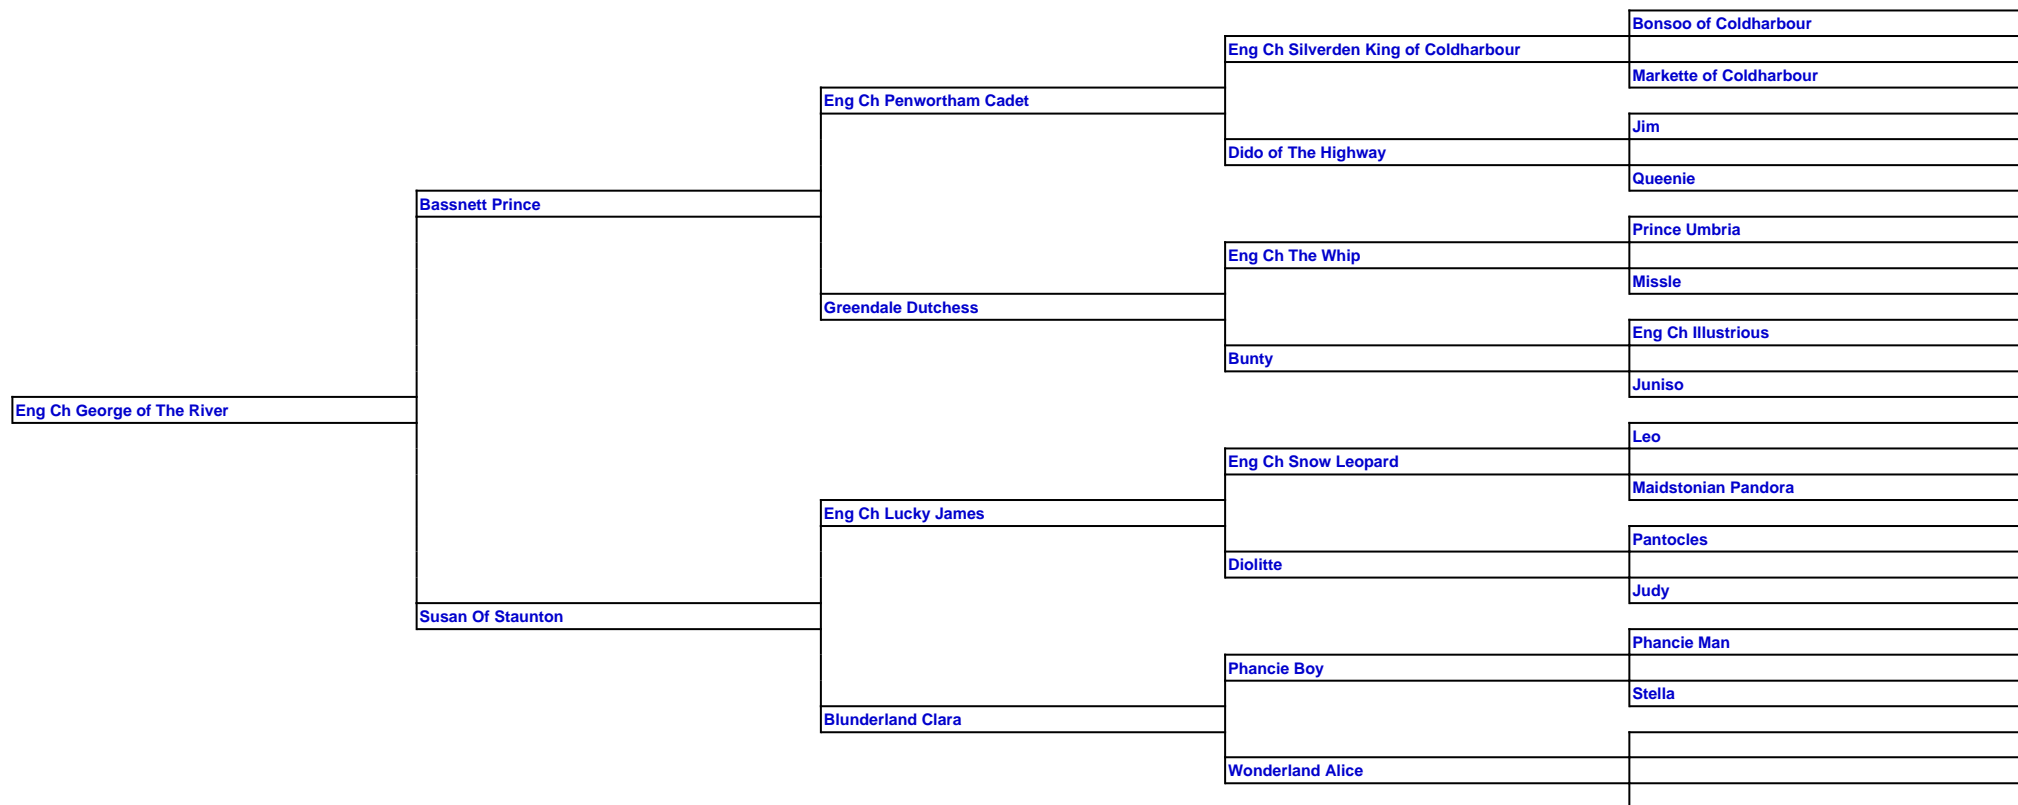 Bonsoo of Coldharbour
Eng Ch Silverden King of Coldharbour
Markette of Coldharbour
Eng Ch Penwortham Cadet
Jim
Dido of The Highway
Queenie
Bassnett Prince
Prince Umbria
Eng Ch The Whip
Missle
Greendale Dutchess
Eng Ch Illustrious
Bunty
Juniso
Eng Ch George of The River
Leo
Eng Ch Snow Leopard
Maidstonian Pandora
Eng Ch Lucky James
Pantocles
Diolitte
Judy
Susan Of Staunton
Phancie Man
Phancie Boy
Stella
Blunderland Clara
Wonderland Alice